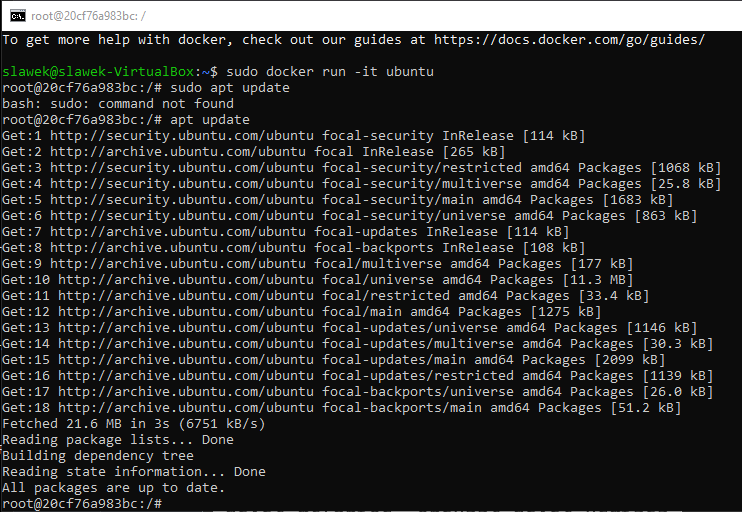 root@20cf76a983bc: /
To get more help with docker, check out our guides at https://docs.docker.com/go/guides/
slawek@slawek-VirtualBox:~$ sudo docker run -it ubuntu
root@20cf76a983bc:/# sudo apt update
bash: sudo: command not found
root@20cf76a983bc:/# apt update
Get:1 http://security.ubuntu.com/ubuntu focal-security InRelease [114 kB]
Get:2 http://archive.ubuntu.com/ubuntu focal InRelease [265 kB]
Get:3 http://security.ubuntu.com/ubuntu focal-security/restricted amd64 Packages [1068 kB]
Get:4 http://security.ubuntu.com/ubuntu focal-security/multiverse amd64 Packages [25.8 kB]
Get:5 http://security.ubuntu.com/ubuntu focal-security/main amd64 Packages [1683 kB]
Get:6 http://security.ubuntu.com/ubuntu focal-security/universe amd64 Packages [863 kB]
Get:7 http://archive.ubuntu.com/ubuntu focal-updates InRelease [114 kB]
Get:8 http://archive.ubuntu.com/ubuntu focal-backports InRelease [108 kB]
Get:9 http://archive.ubuntu.com/ubuntu focal/multiverse amd64 Packages [177 kB]
Get:10 http://archive.ubuntu.com/ubuntu focal/universe amd64 Packages [11.3 MB]
Get:11 http://archive.ubuntu.com/ubuntu focal/restricted amd64 Packages [33.4 kB]
Get:12 http://archive.ubuntu.com/ubuntu focal/main amd64 Packages [1275 kB]
Get:13 http://archive.ubuntu.com/ubuntu focal-updates/universe amd64 Packages [1146 kB]
Get:14 http://archive.ubuntu.com/ubuntu focal-updates/multiverse amd64 Packages [30.3 kB]
Get:15 http://archive.ubuntu.com/ubuntu focal-updates/main amd64 Packages [2099 kB]
Get:16 http://archive.ubuntu.com/ubuntu focal-updates/restricted amd64 Packages [1139 kB]
Get:17 http://archive.ubuntu.com/ubuntu focal-backports/universe amd64 Packages [26.0 kB]
Get:18 http://archive.ubuntu.com/ubuntu focal-backports/main amd64 Packages [51.2 kB]
Fetched 21.6 MB in 3s (6751 kB/s)
Reading package lists... Done
Building dependency tree
Reading state information... Done
All packages are up to date.
root@20cf76a983bc:/#